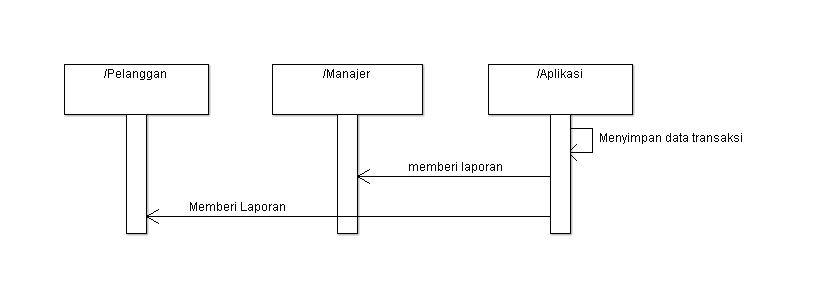 /Pelanggan
/Manajer
/Aplikasi
Menyimpan data transaksi
memberi laporan
Memberi Laporan